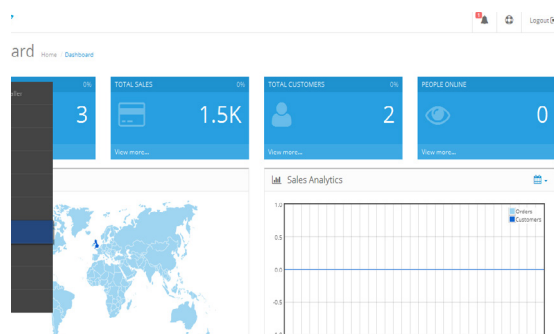 Logout
ard Home Dashboard
0%
TOTAL SALES 0%
TOTAL CUSTOMERS 0%
PEOPLE ONLINE
3
1.5K
2
0
View more...
View more...
View more...
Sales Analytics
1.0
0.5
0.0
-0.5
Orders
Customers